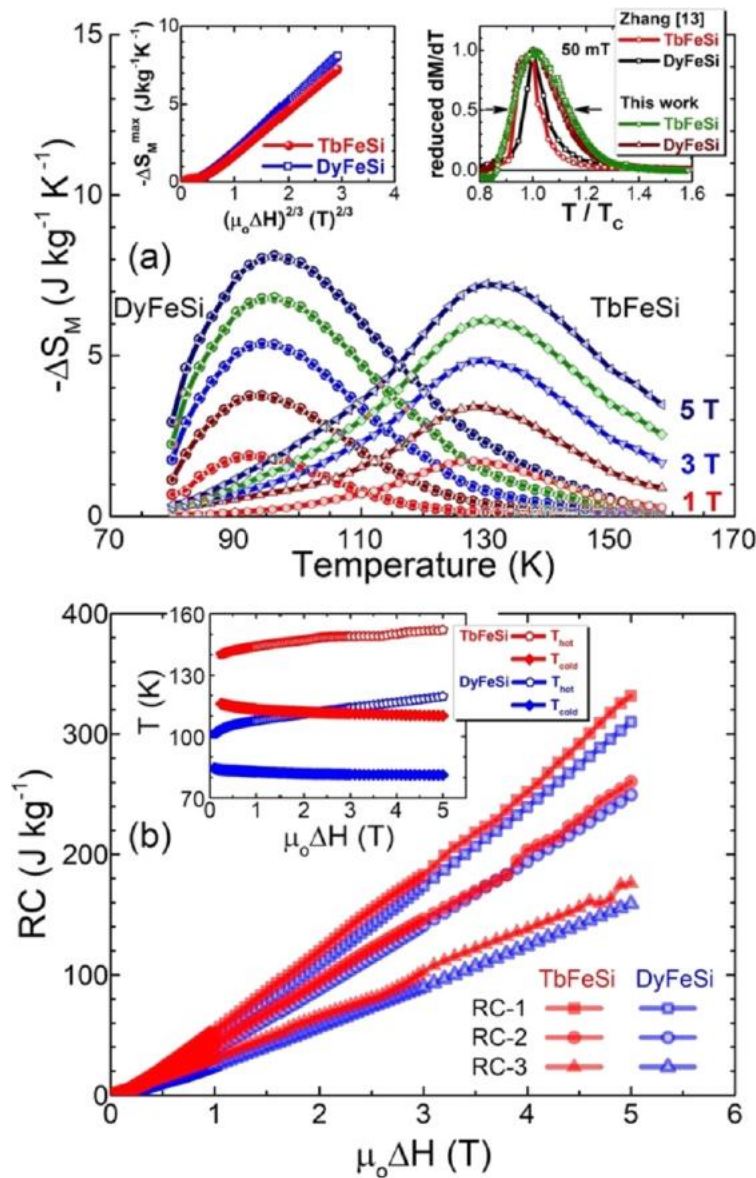 15
10
5
0
-ΔS_M (J kg⁻¹ K⁻¹)
10
5
0
-ΔS_M^max (Jkg⁻¹K⁻¹)
TbFeSi
DyFeSi
0 1 2 3 4
(μ₀ΔH)^2/3 (T)^2/3
1.0
0.5
0.0
reduced dM/dT
50 mT
Zhang [13]
TbFeSi
DyFeSi
This work
TbFeSi
DyFeSi
0.8 1.0 1.2 1.4 1.6
T / T_C
(a)
DyFeSi
TbFeSi
5 T
3 T
1 T
70 90 110 130 150 170
Temperature (K)
400
300
200
100
0
RC (J kg⁻¹)
160
130
100
70
T (K)
TbFeSi T_hot
T_cold
DyFeSi T_hot
T_cold
0 1 2 3 4 5
μ₀ΔH (T)
(b)
TbFeSi DyFeSi
RC-1
RC-2
RC-3
0 1 2 3 4 5 6
μ₀ΔH (T)